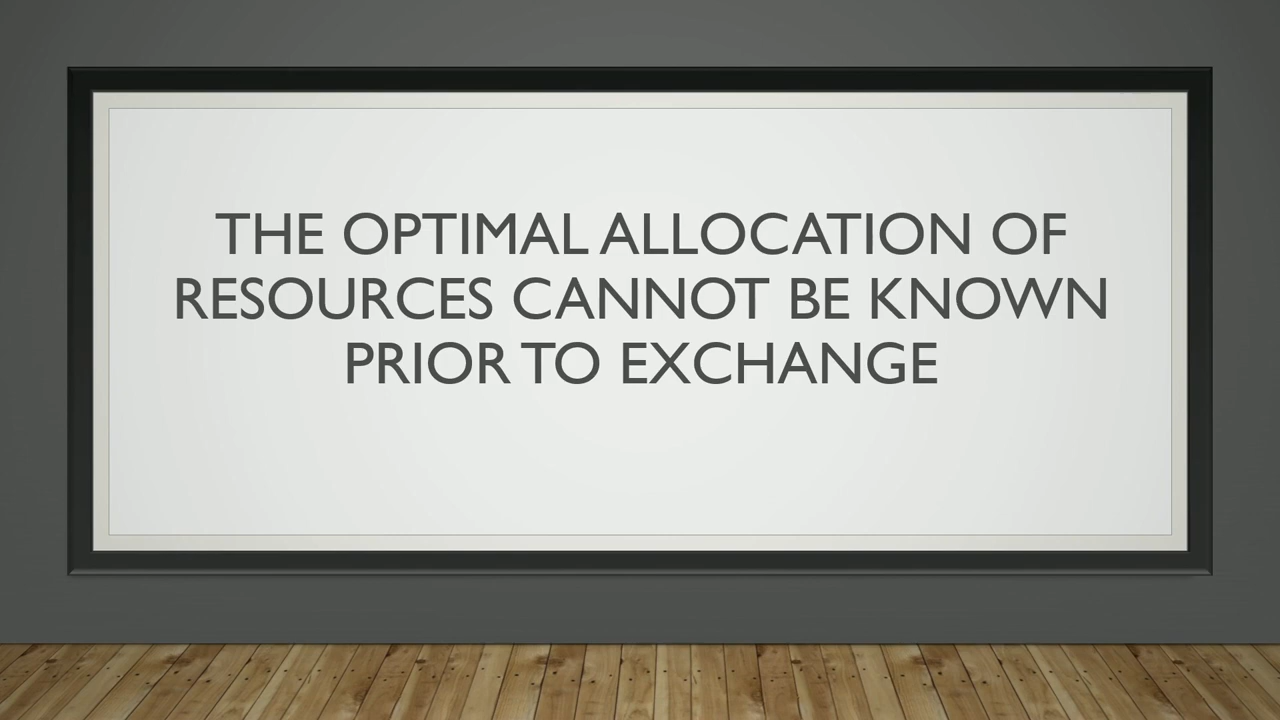 THE OPTIMAL ALLOCATION OF
RESOURCES CANNOT BE KNOWN
PRIOR TO EXCHANGE